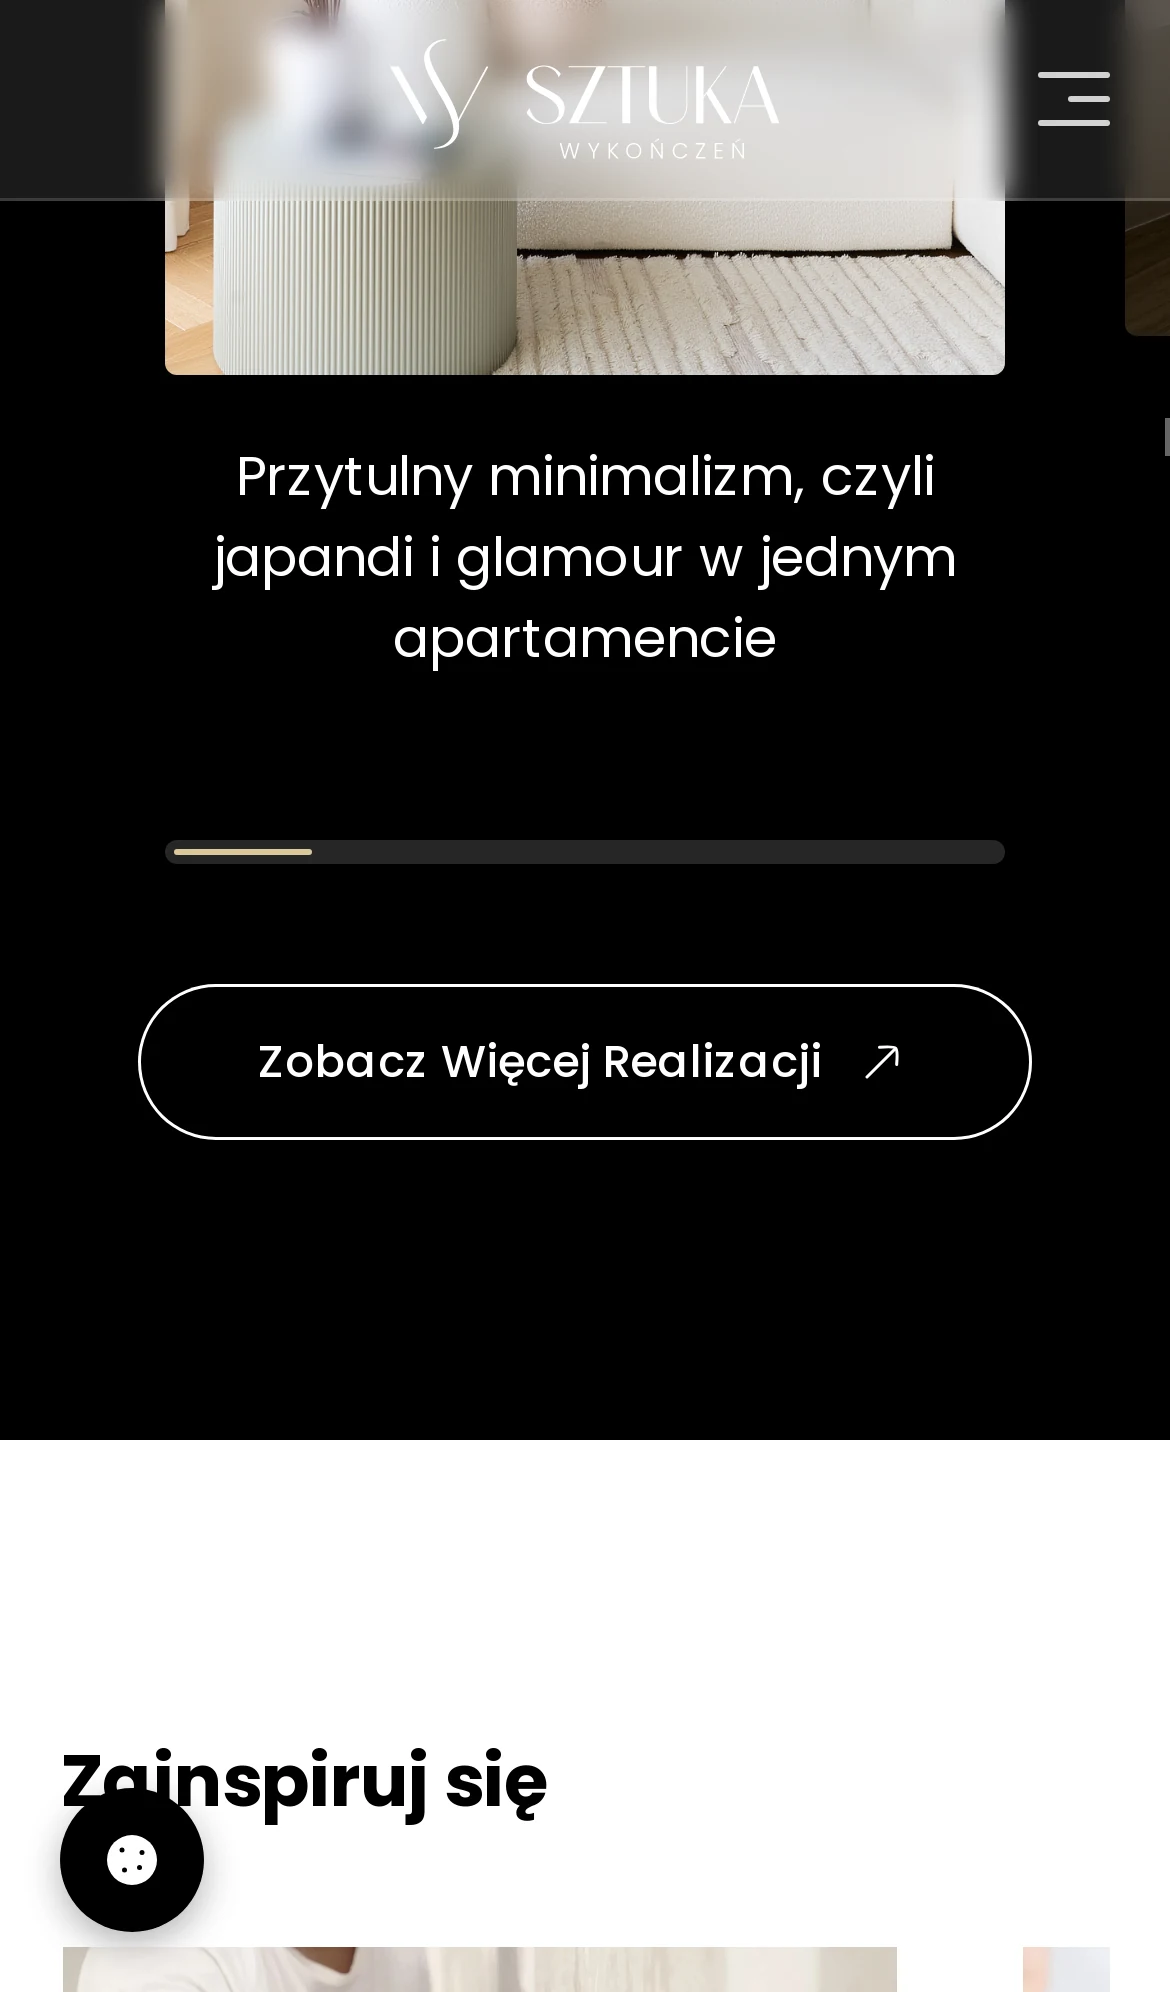 SZTUKA
WYKOŃCZEŃ
Przytulny minimalizm, czyli
japandi i glamour w jednym
apartamencie
Zobacz Więcej Realizacji
Zainspiruj się